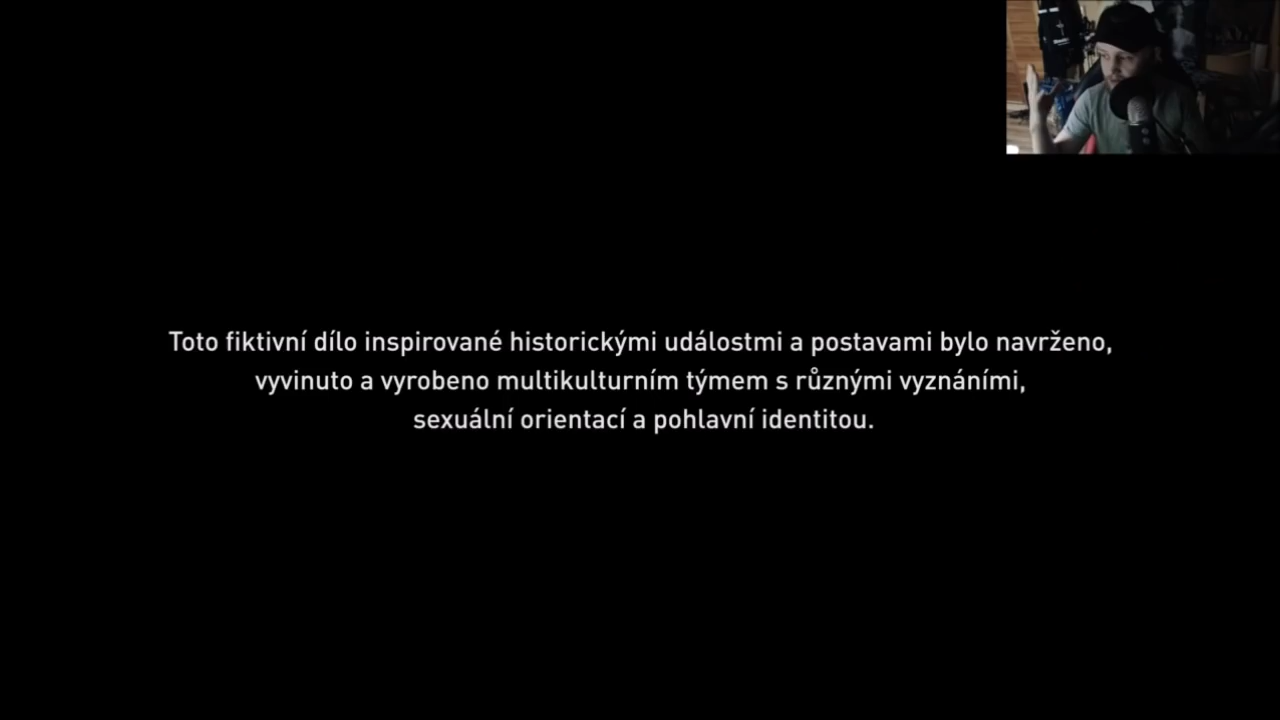 Toto fiktivní dílo inspirované historickými událostmi a postavami bylo navrženo,
vyvinuto a vyrobeno multikulturním týmem s různými vyznáními,
sexuální orientací a pohlavní identitou.